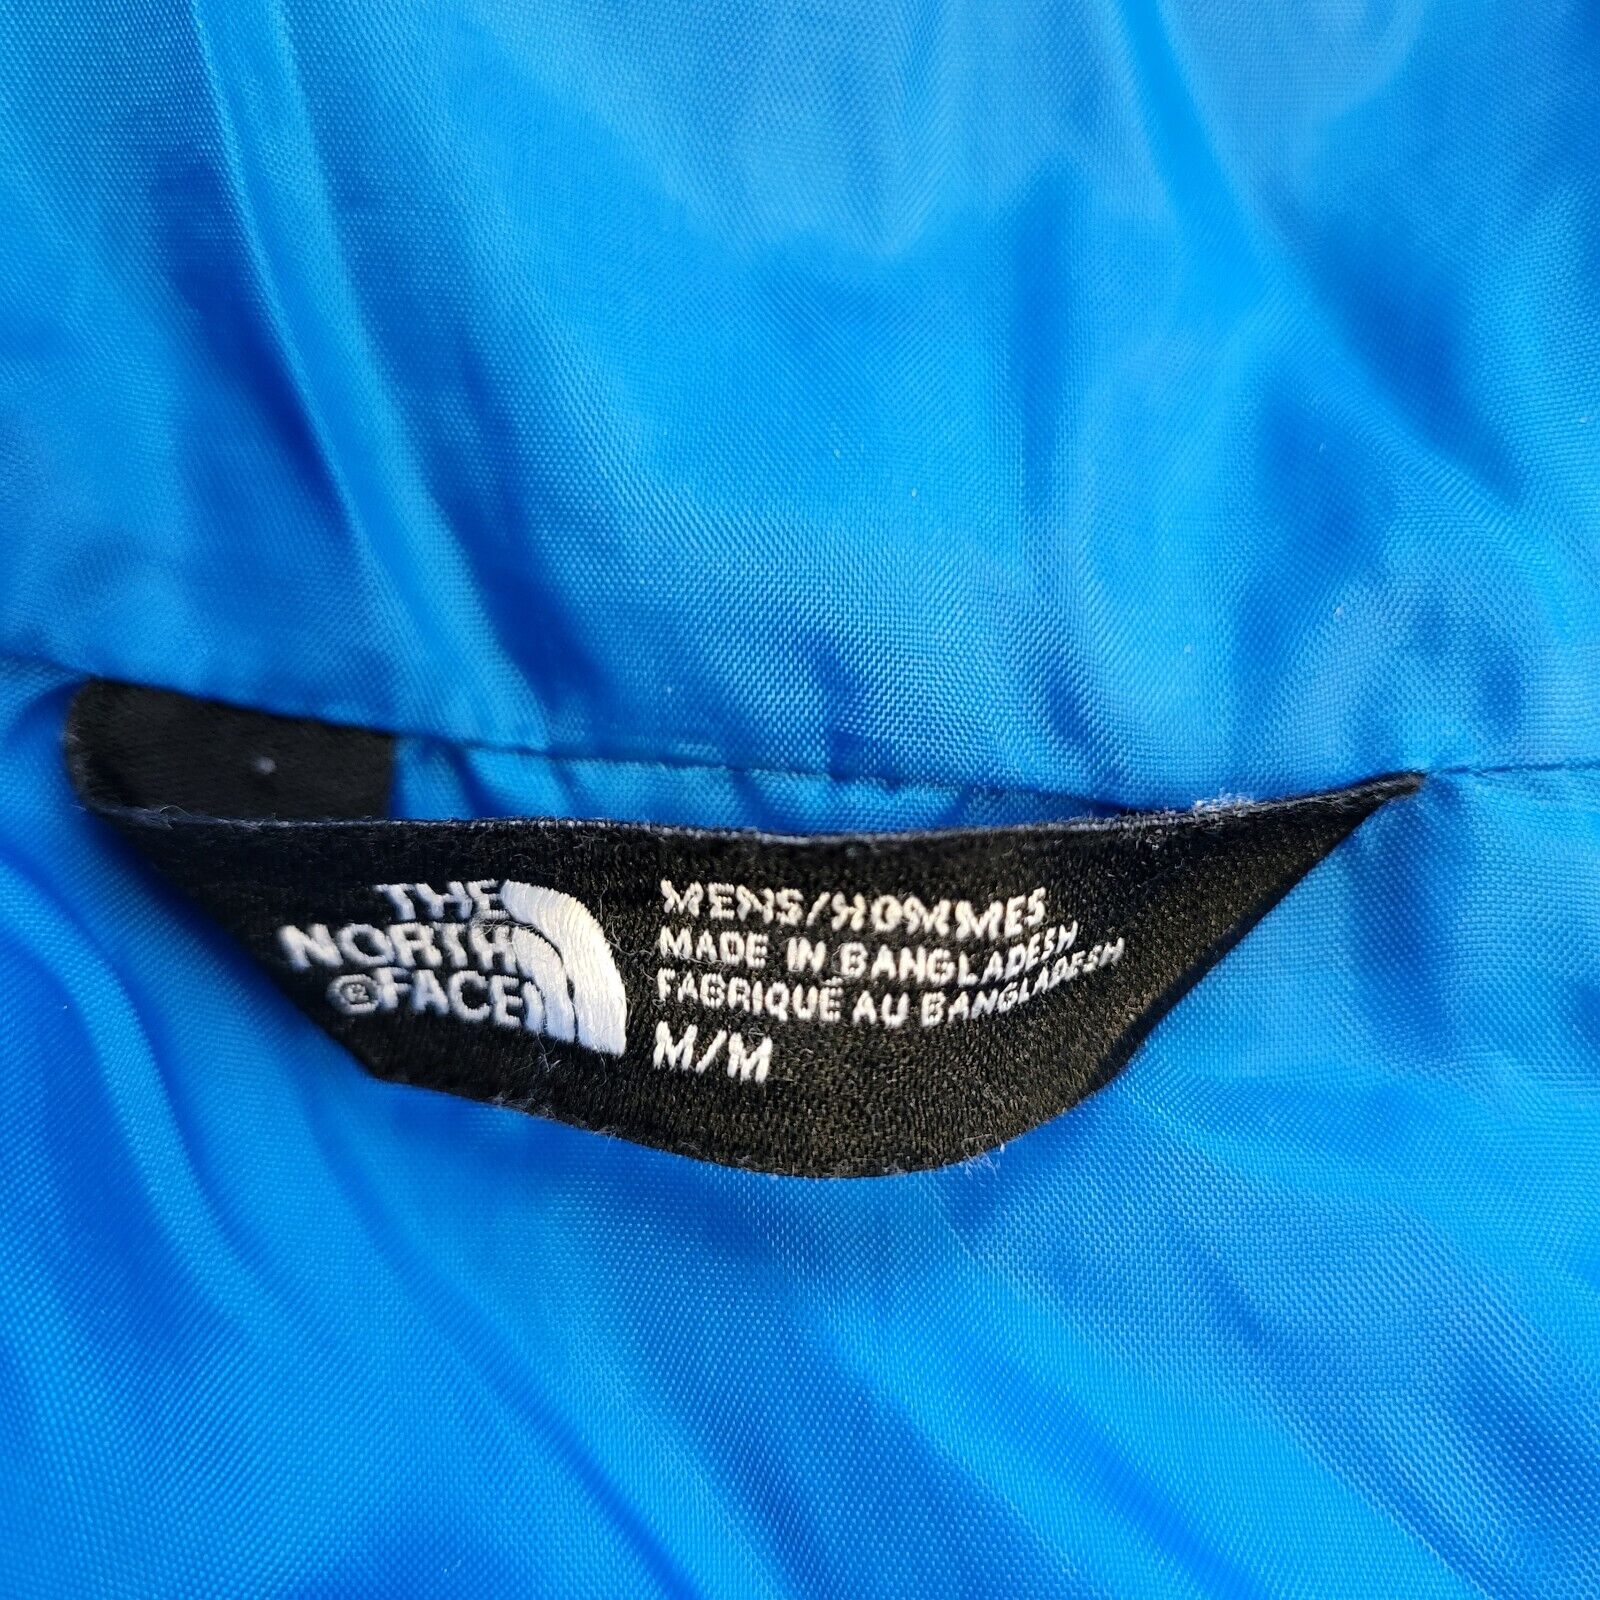 THE
NORTH
®FACE
MENS/HOMMES
MADE IN BANGLADESH
FABRIQUÉ AU BANGLADESH
M/M